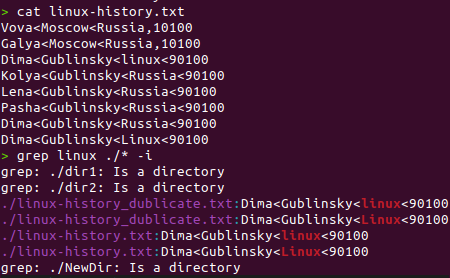 > cat linux-history.txt
Vova<Moscow<Russia,10100
Galya<Moscow<Russia,10100
Dima<Gublinsky<linux<90100
Kolya<Gublinsky<Russia<90100
Lena<Gublinsky<Russia<90100
Pasha<Gublinsky<Russia<90100
Dima<Gublinsky<Russia<90100
Dima<Gublinsky<Linux<90100
> grep linux ./* -i
grep: ./dir1: Is a directory
grep: ./dir2: Is a directory
./linux-history_dublicate.txt:Dima<Gublinsky<linux<90100
./linux-history_dublicate.txt:Dima<Gublinsky<Linux<90100
./linux-history.txt:Dima<Gublinsky<linux<90100
./linux-history.txt:Dima<Gublinsky<Linux<90100
grep: ./NewDir: Is a directory